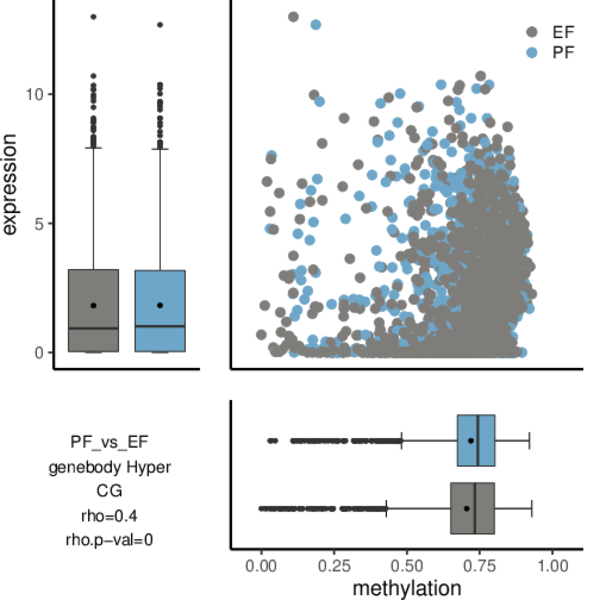 EF
PF
expression
10
5
0
PF_vs_EF
genebody Hyper
CG
rho=0.4
rho.p−val=0
0.00 0.25 0.50 0.75 1.00
methylation